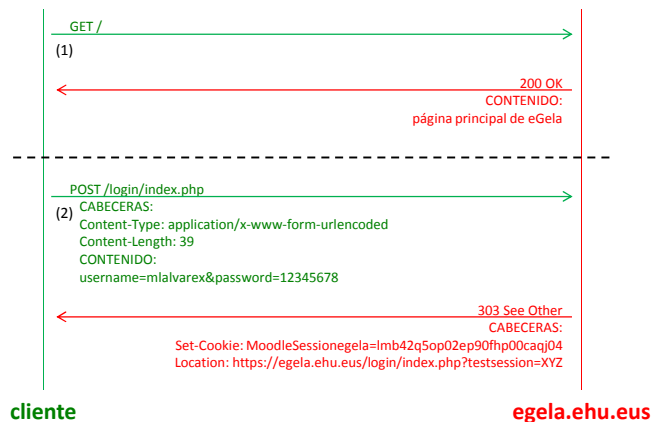 GET /
(1)
200 OK
CONTENIDO:
página principal de eGela
POST /login/index.php
(2) CABECERAS:
Content-Type: application/x-www-form-urlencoded
Content-Length: 39
CONTENIDO:
username=mlalvarex&password=12345678
303 See Other
CABECERAS:
Set-Cookie: MoodleSessionegela=lmb42q5op02ep90fhp00caqj04
Location: https://egela.ehu.eus/login/index.php?testsession=XYZ
cliente
egela.ehu.eus